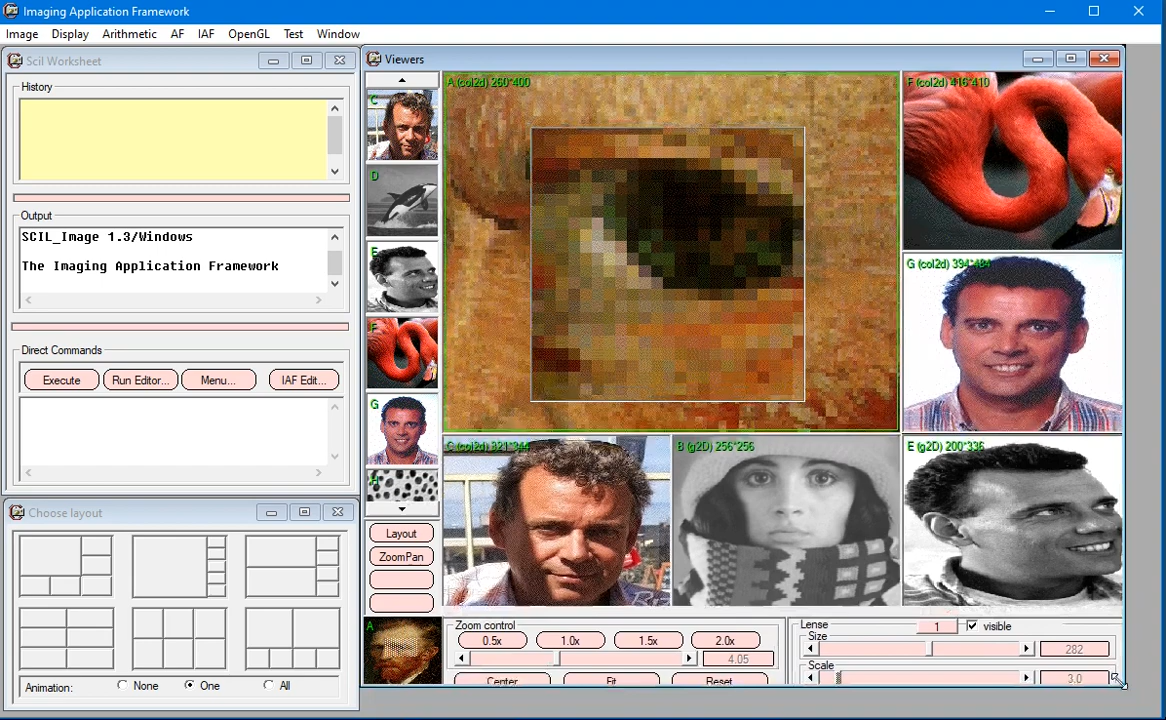 Imaging Application Framework
Image Display Arithmetic AF IAF OpenGL Test Window
Scil Worksheet
History
Output
SCIL_Image 1.3/Windows
The Imaging Application Framework
Direct Commands
Execute Run Editor... Menu... IAF Edit...
Choose layout
Animation: None One All
Viewers
C
D
E
F
G
H
Layout
ZoomPan
A
A (col2d) 260*400
F (col2d) 416*410
G (col2d) 394*484
C (col2d) 321*344
B (g2D) 256*256
E (g2D) 200*336
Zoom control
0.5x 1.0x 1.5x 2.0x
4.05
Center Fit Reset
Lense 1 visible
Size
282
Scale
3.0